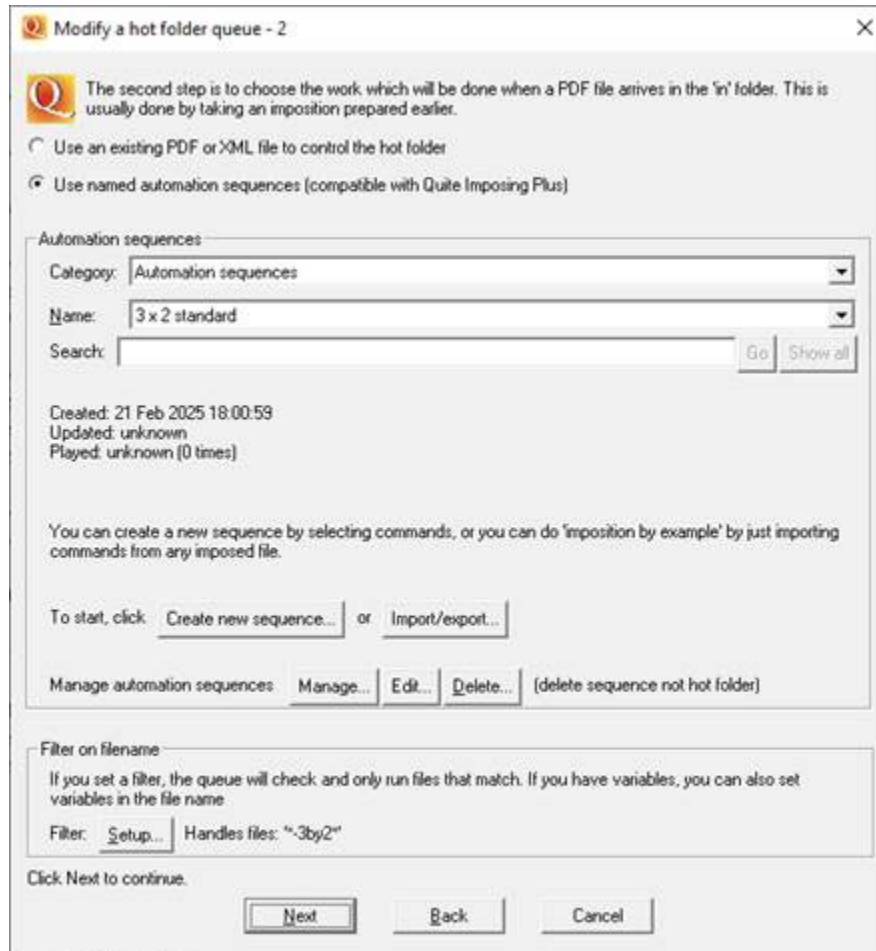 Modify a hot folder queue - 2
The second step is to choose the work which will be done when a PDF file arrives in the 'in' folder. This is
usually done by taking an imposition prepared earlier.
Use an existing PDF or XML file to control the hot folder
Use named automation sequences (compatible with Quite Imposing Plus)
Automation sequences
Category: Automation sequences
Name: 3 x 2 standard
Search: Go Show all
Created: 21 Feb 2025 18:00:59
Updated: unknown
Played: unknown (0 times)
You can create a new sequence by selecting commands, or you can do 'imposition by example' by just importing
commands from any imposed file.
To start, click Create new sequence... or Import/export...
Manage automation sequences Manage... Edit... Delete... (delete sequence not hot folder)
Filter on filename
If you set a filter, the queue will check and only run files that match. If you have variables, you can also set
variables in the file name
Filter: Setup... Handles files: "*-3by2*"
Click Next to continue.
Next Back Cancel